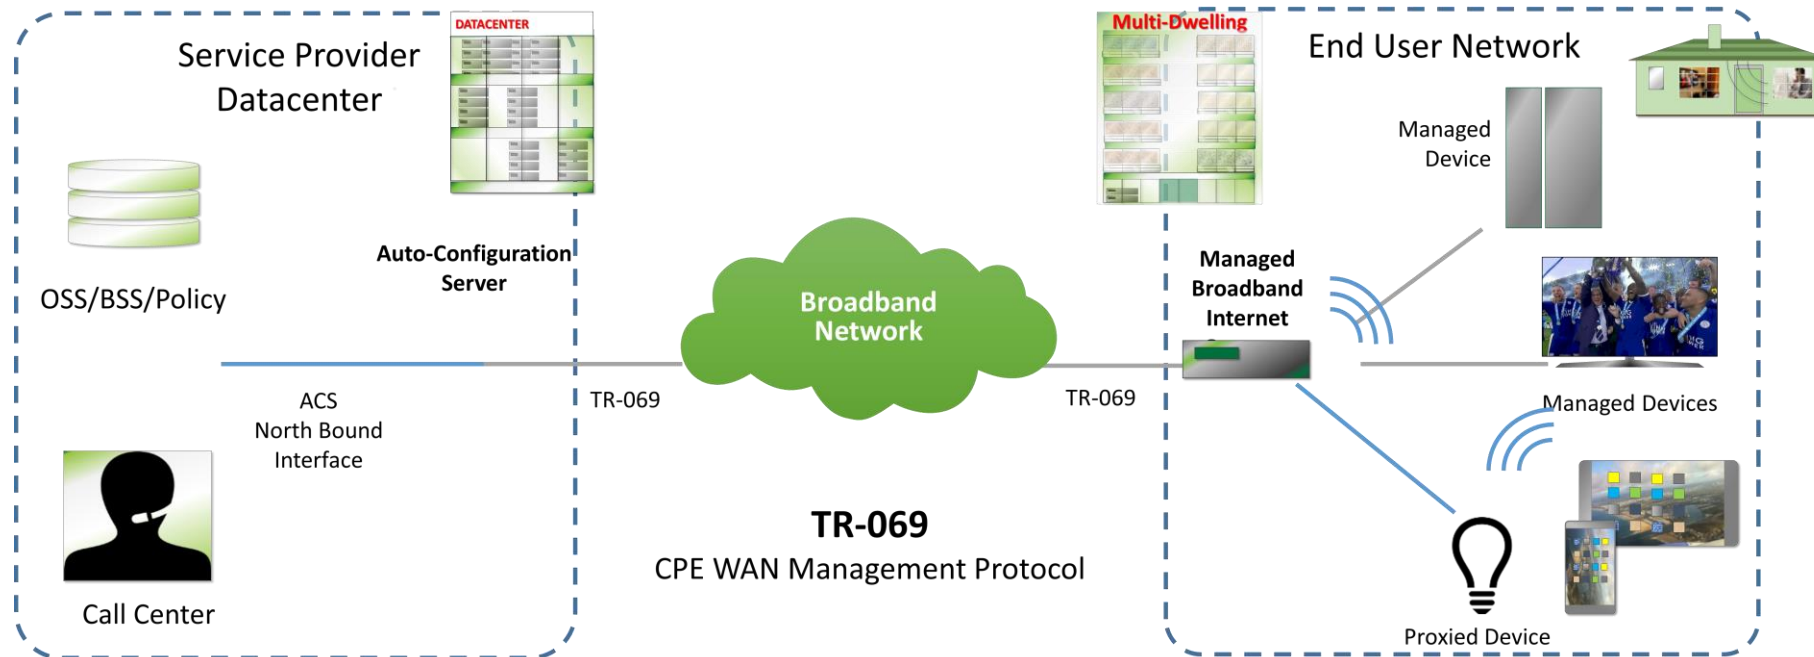 DATACENTER
Service Provider
Datacenter
OSS/BSS/Policy
Auto-Configuration
Server
ACS
North Bound
Interface
TR-069
Call Center
Broadband
Network
TR-069
CPE WAN Management Protocol
TR-069
Multi-Dwelling
End User Network
Managed
Device
Managed
Broadband
Internet
Managed Devices
Proxied Device